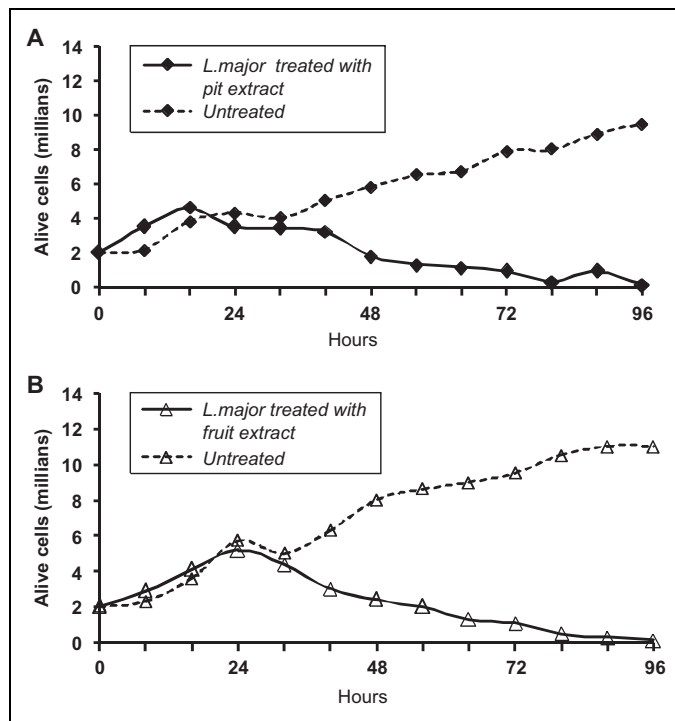 A
14
12
10
8
6
4
2
0
Alive cells (millians)
L.major treated with
pit extract
Untreated
0 24 48 72 96
Hours
B
14
12
10
8
6
4
2
0
Alive cells (millians)
L.major treated with
fruit extract
Untreated
0 24 48 72 96
Hours